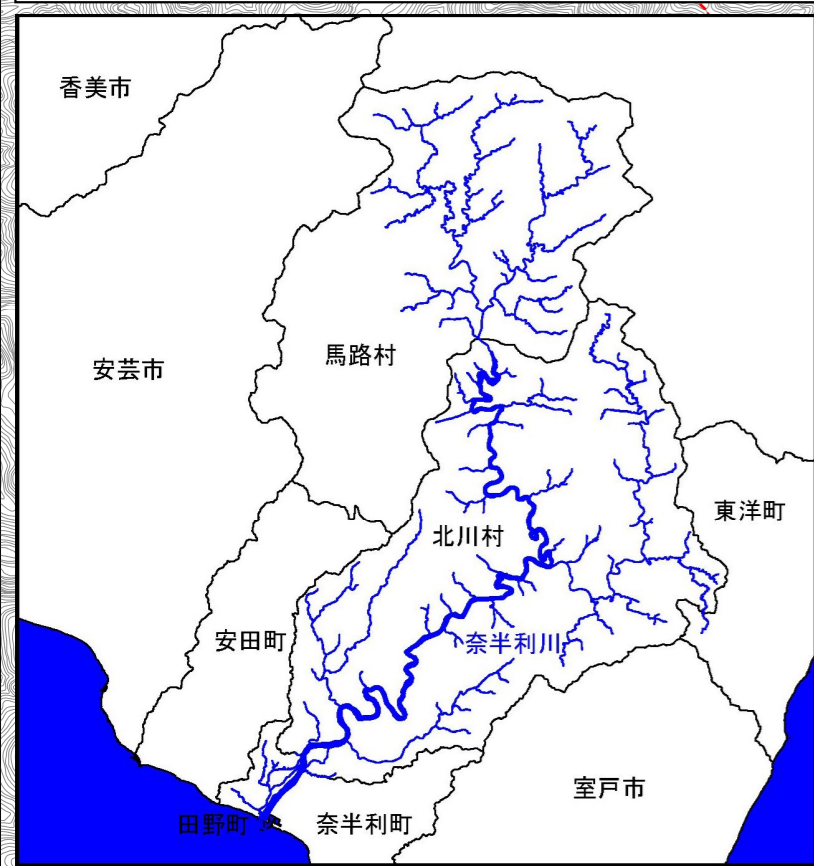 香美市
馬路村
安芸市
東洋町
北川村
安田町
奈半利川
室戸市
田野町
奈半利町